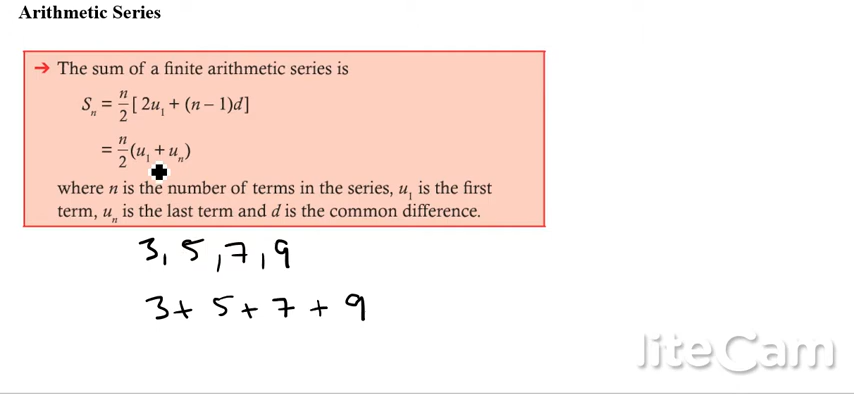 Arithmetic Series
→ The sum of a finite arithmetic series is
Sₙ = n/2 [ 2u₁ + (n – 1)d]
= n/2 (u₁ + uₙ)
where n is the number of terms in the series, u₁ is the first
term, uₙ is the last term and d is the common difference.
3, 5, 7, 9
3 + 5 + 7 + 9
liteCam